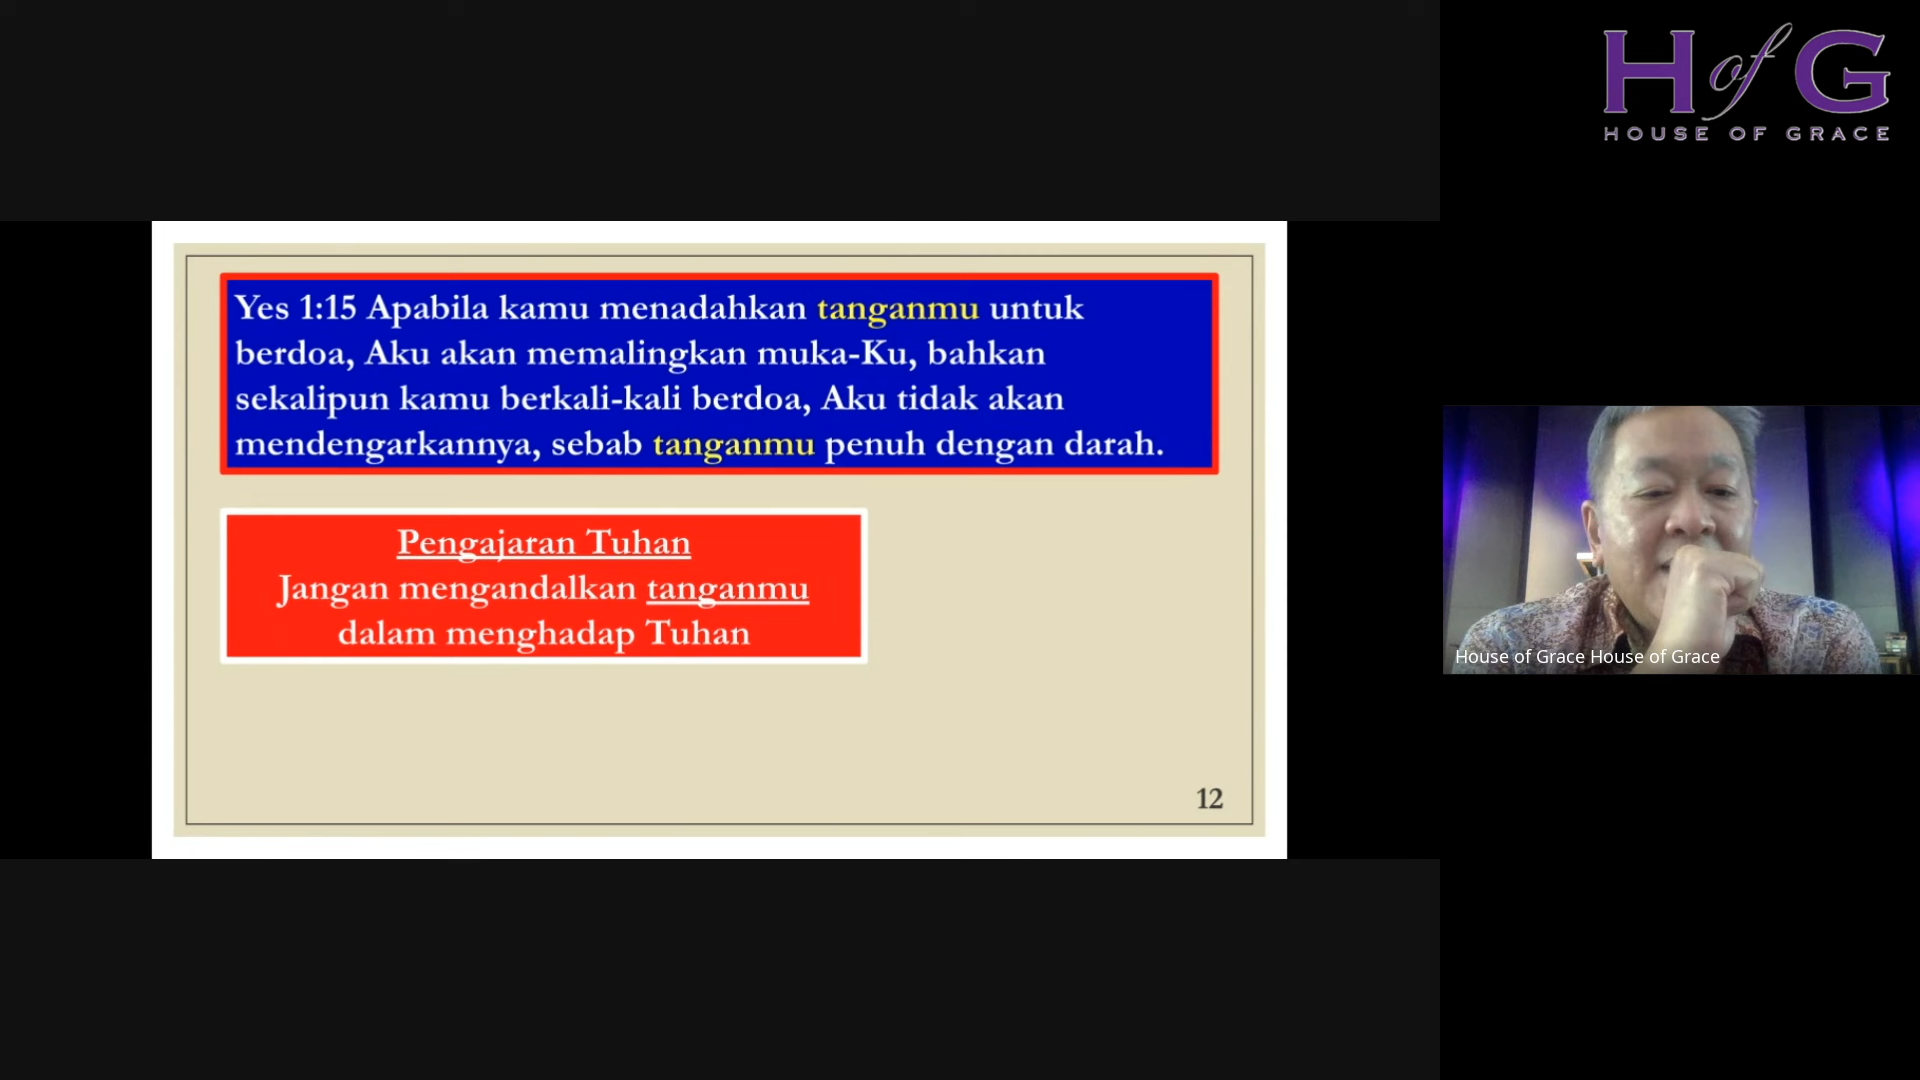 H of G
HOUSE OF GRACE
Yes 1:15 Apabila kamu menadahkan tanganmu untuk
berdoa, Aku akan memalingkan muka-Ku, bahkan
sekalipun kamu berkali-kali berdoa, Aku tidak akan
mendengarkannya, sebab tanganmu penuh dengan darah.
Pengajaran Tuhan
Jangan mengandalkan tanganmu
dalam menghadap Tuhan
12
House of Grace House of Grace